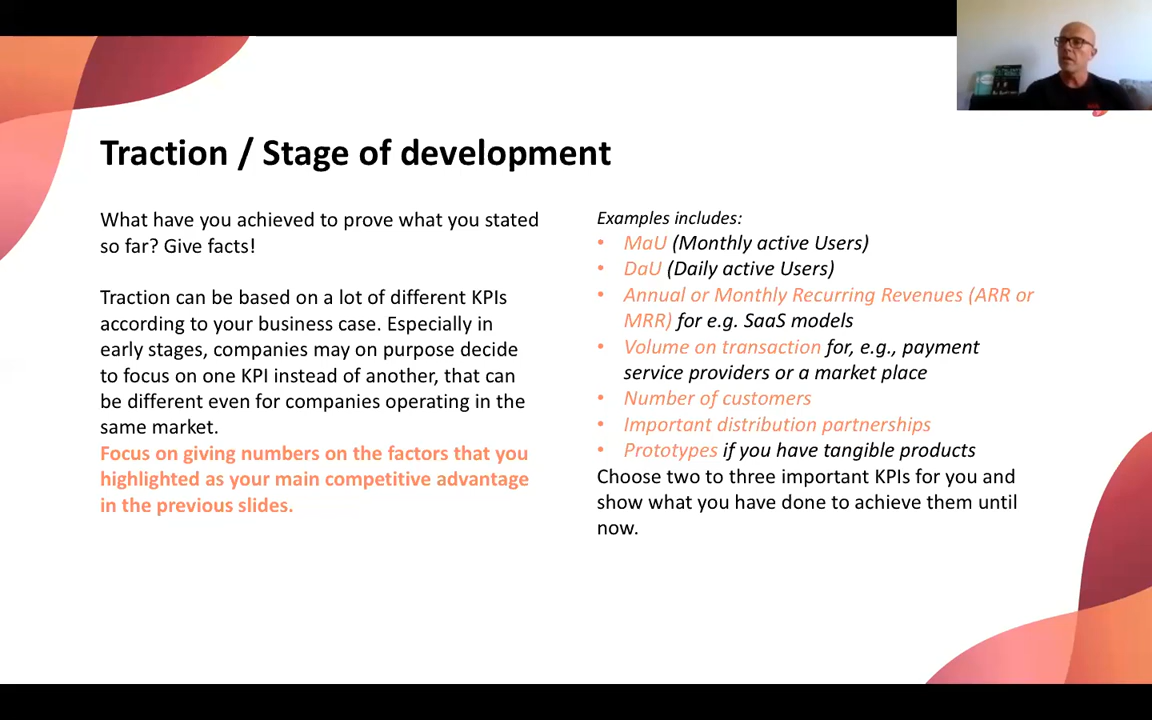 Traction / Stage of development
What have you achieved to prove what you stated
so far? Give facts!
Traction can be based on a lot of different KPIs
according to your business case. Especially in
early stages, companies may on purpose decide
to focus on one KPI instead of another, that can
be different even for companies operating in the
same market.
Focus on giving numbers on the factors that you
highlighted as your main competitive advantage
in the previous slides.
Examples includes:
• MaU (Monthly active Users)
• DaU (Daily active Users)
• Annual or Monthly Recurring Revenues (ARR or
MRR) for e.g. SaaS models
• Volume on transaction for, e.g., payment
service providers or a market place
• Number of customers
• Important distribution partnerships
• Prototypes if you have tangible products
Choose two to three important KPIs for you and
show what you have done to achieve them until
now.